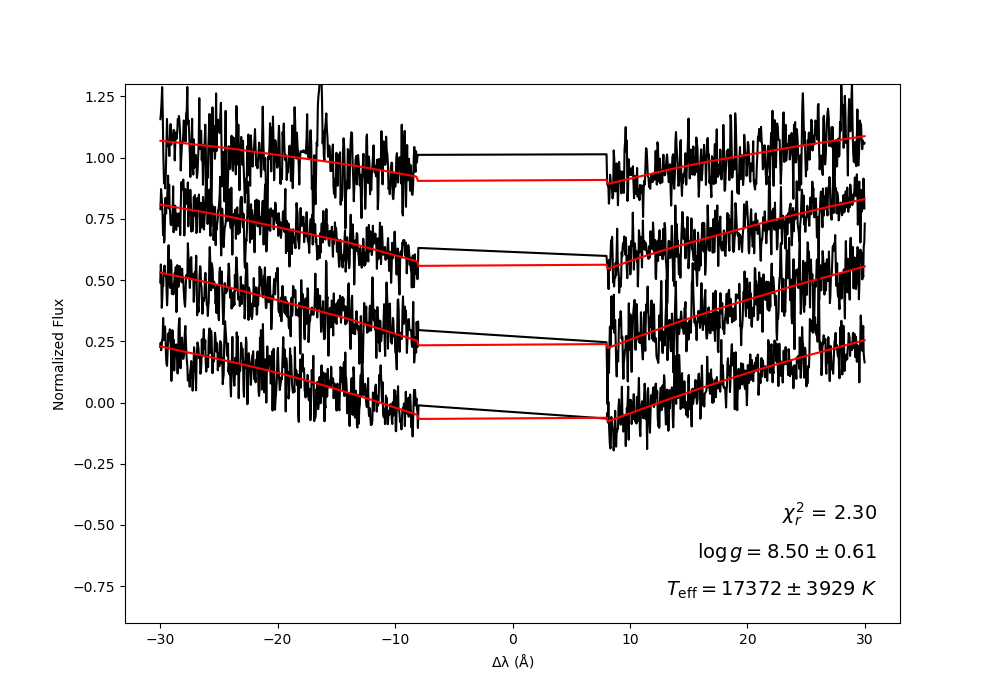 1.25
1.00
0.75
0.50
0.25
0.00
−0.25
−0.50
−0.75
Normalized Flux
χ²ᵣ = 2.30
log g = 8.50 ± 0.61
T_eff = 17372 ± 3929 K
−30 −20 −10 0 10 20 30
Δλ (Å)